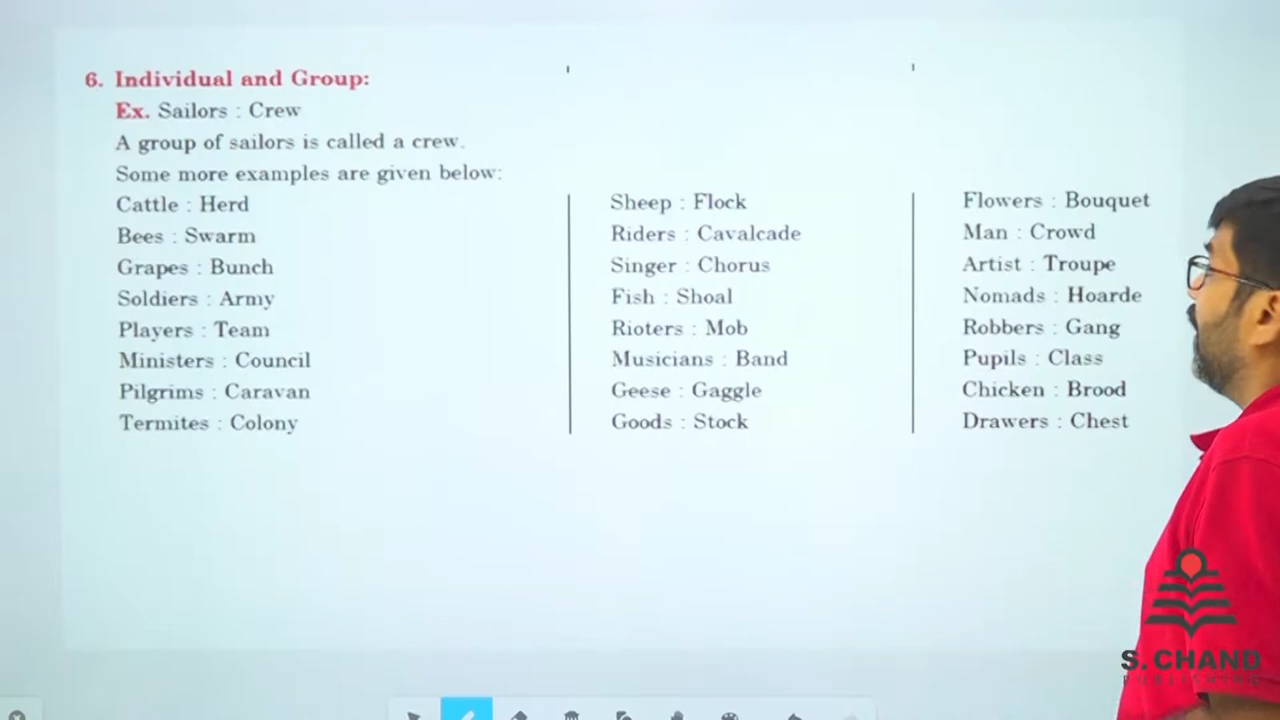 6. Individual and Group:
Ex. Sailors : Crew
A group of sailors is called a crew.
Some more examples are given below:
Cattle : Herd
Bees : Swarm
Grapes : Bunch
Soldiers : Army
Players : Team
Ministers : Council
Pilgrims : Caravan
Termites : Colony
Sheep : Flock
Riders : Cavalcade
Singer : Chorus
Fish : Shoal
Rioters : Mob
Musicians : Band
Geese : Gaggle
Goods : Stock
Flowers : Bouquet
Man : Crowd
Artist : Troupe
Nomads : Hoarde
Robbers : Gang
Pupils : Class
Chicken : Brood
Drawers : Chest
S. CHAND
PUBLISHING